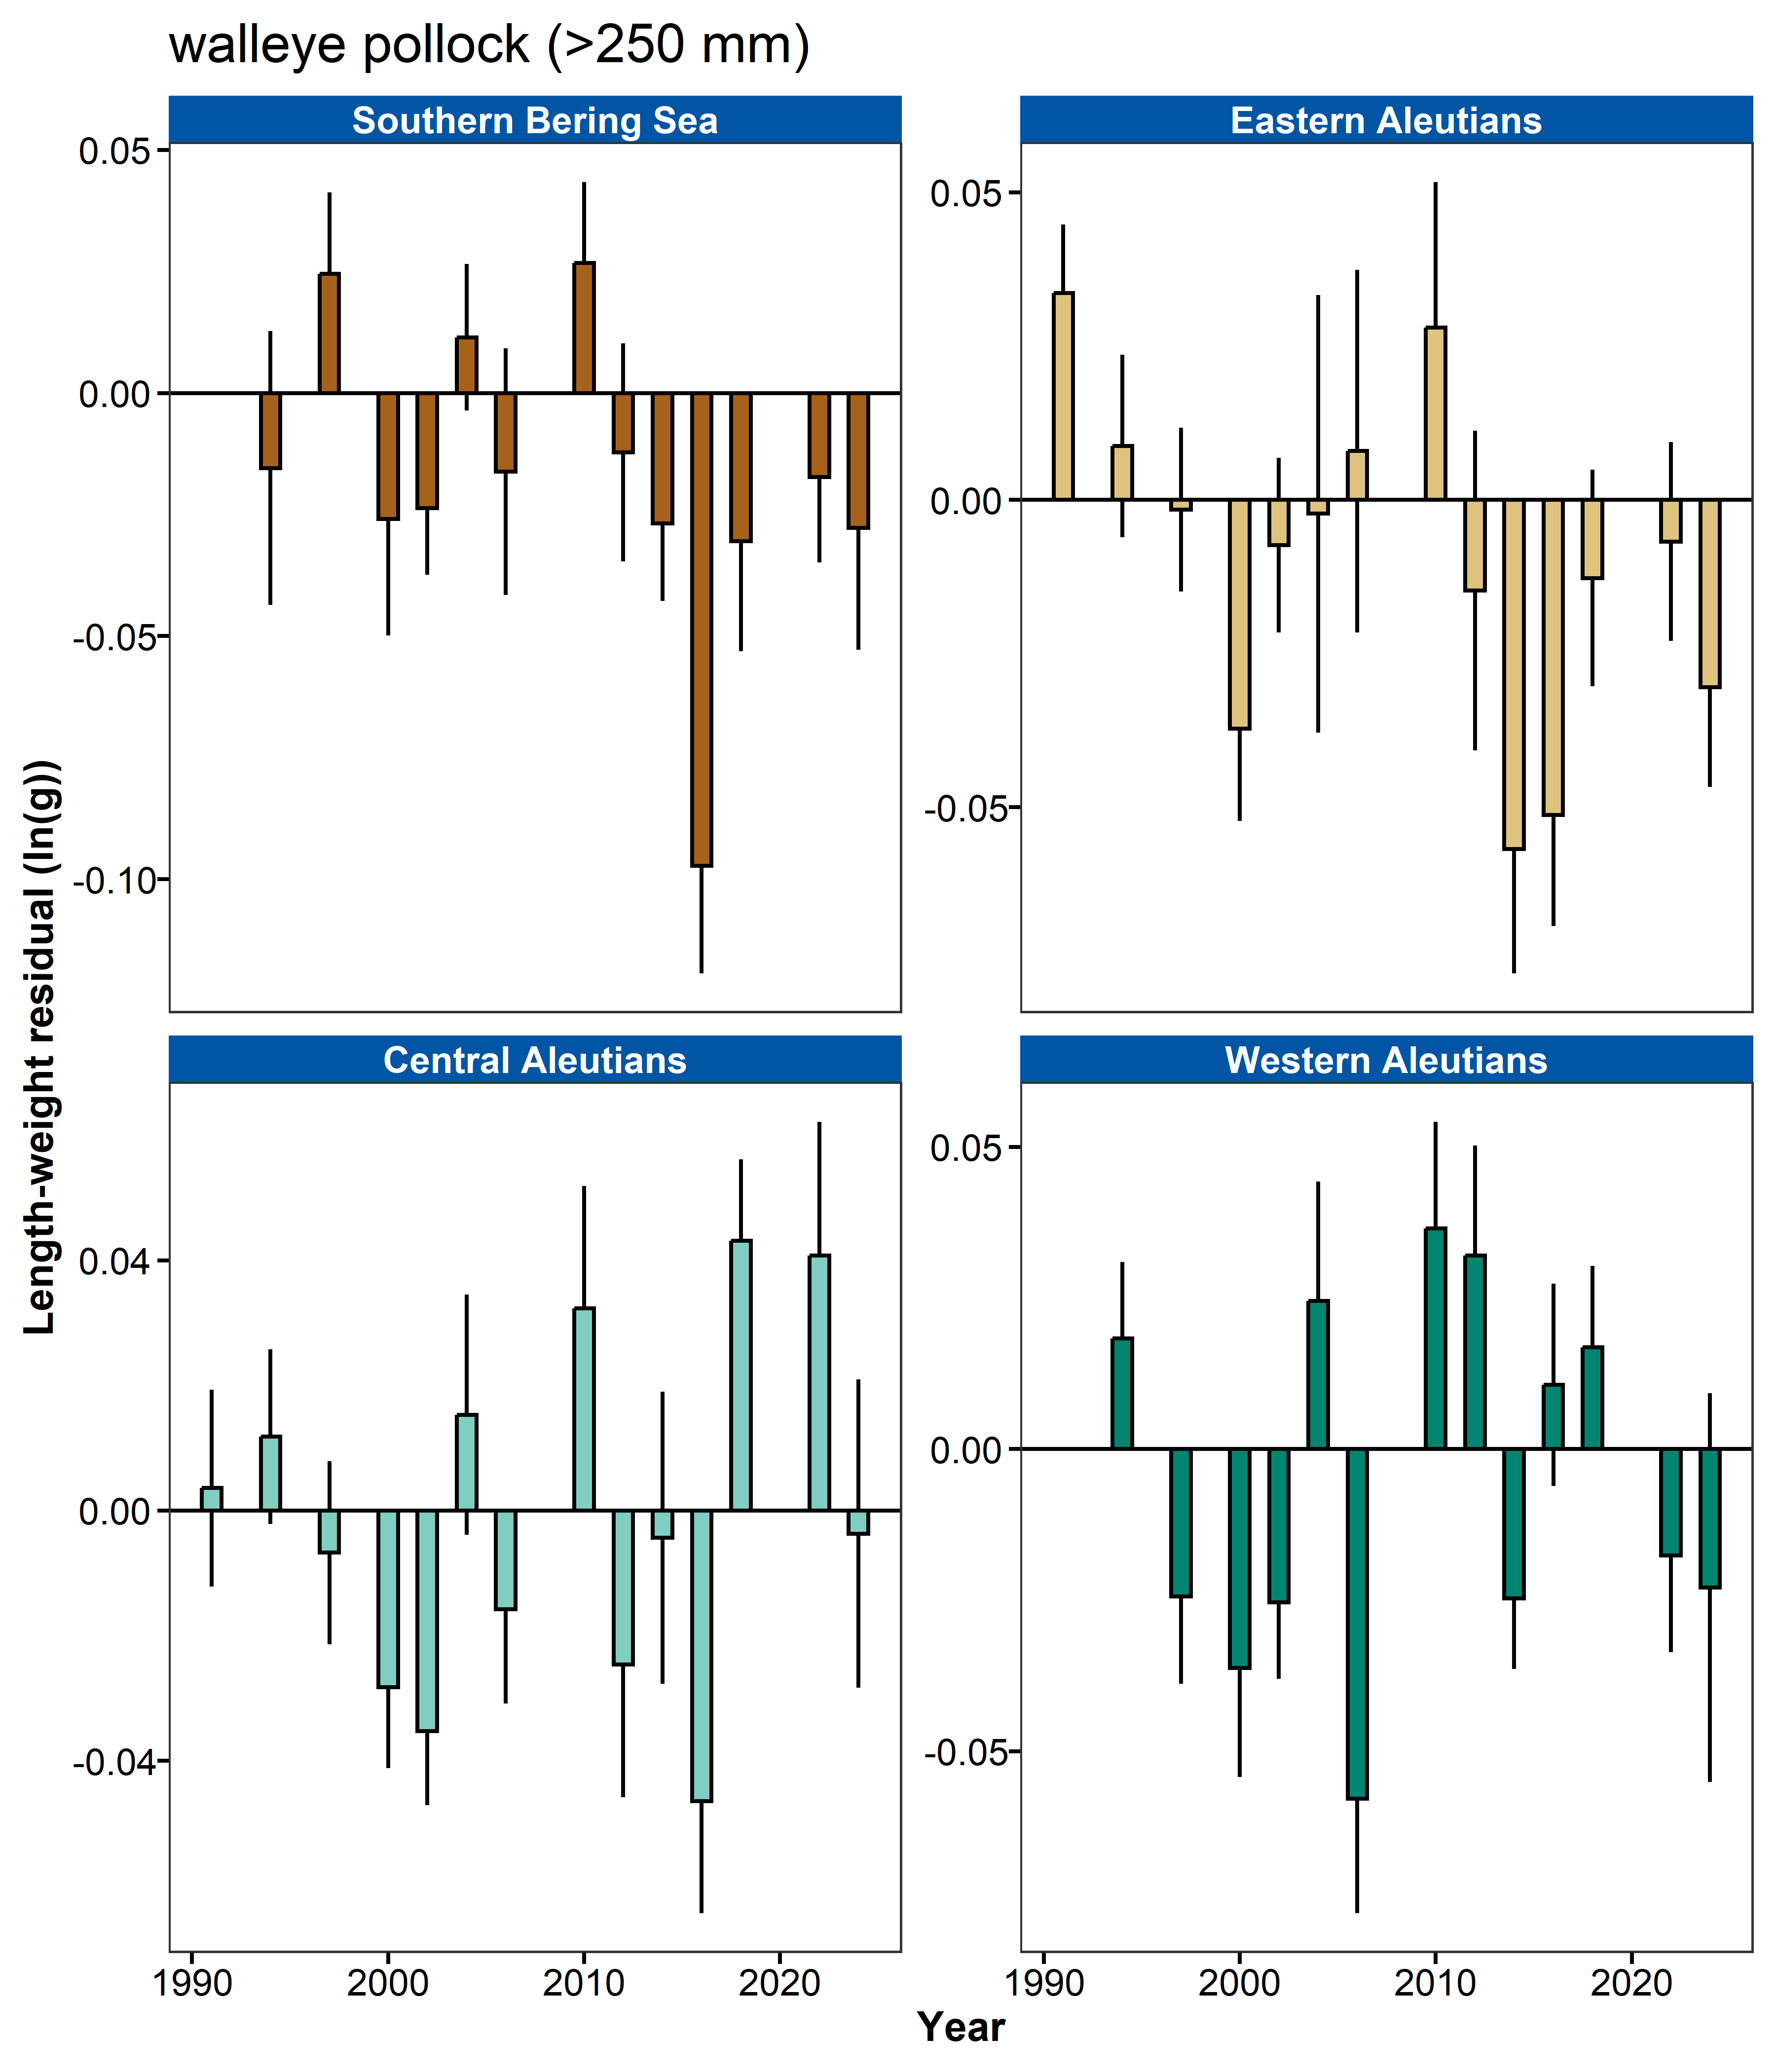 walleye pollock (>250 mm)
Southern Bering Sea
Eastern Aleutians
0.05
0.00
-0.05
-0.10
0.05
0.00
-0.05
Length-weight residual (ln(g))
Central Aleutians
Western Aleutians
0.04
0.00
-0.04
0.05
0.00
-0.05
1990 2000 2010 2020
1990 2000 2010 2020
Year